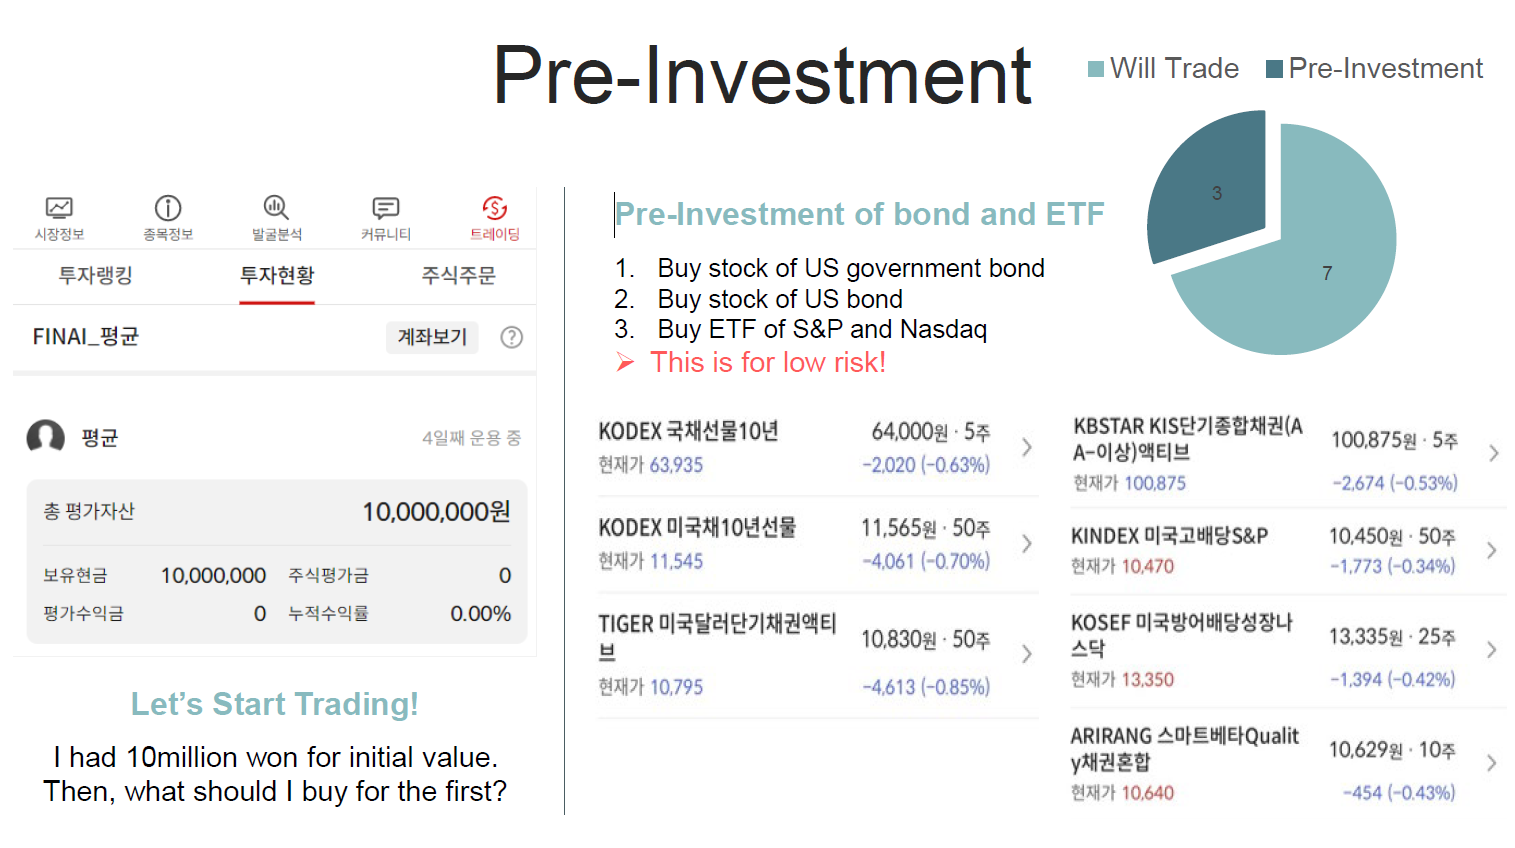 Pre-Investment
Will Trade
Pre-Investment
3
7
시장정보
종목정보
발굴분석
커뮤니티
트레이딩
투자랭킹
투자현황
주식주문
FINAI_평균
계좌보기
?
평균
4일째 운용 중
총 평가자산
10,000,000원
보유현금
10,000,000
주식평가금
0
평가수익금
0
누적수익률
0.00%
Let's Start Trading!
I had 10million won for initial value.
Then, what should I buy for the first?
Pre-Investment of bond and ETF
1. Buy stock of US government bond
2. Buy stock of US bond
3. Buy ETF of S&P and Nasdaq
➢ This is for low risk!
KODEX 국채선물10년
64,000원 · 5주
현재가 63,935
-2,020 (-0.63%)
KODEX 미국채10년선물
11,565원 · 50주
현재가 11,545
-4,061 (-0.70%)
TIGER 미국달러단기채권액티
브
10,830원 · 50주
현재가 10,795
-4,613 (-0.85%)
KBSTAR KIS단기종합채권(A
A-이상)액티브
100,875원 · 5주
현재가 100,875
-2,674 (-0.53%)
KINDEX 미국고배당S&P
10,450원 · 50주
현재가 10,470
-1,773 (-0.34%)
KOSEF 미국방어배당성장나
스닥
13,335원 · 25주
현재가 13,350
-1,394 (-0.42%)
ARIRANG 스마트베타Qualit
y채권혼합
10,629원 · 10주
현재가 10,640
-454 (-0.43%)